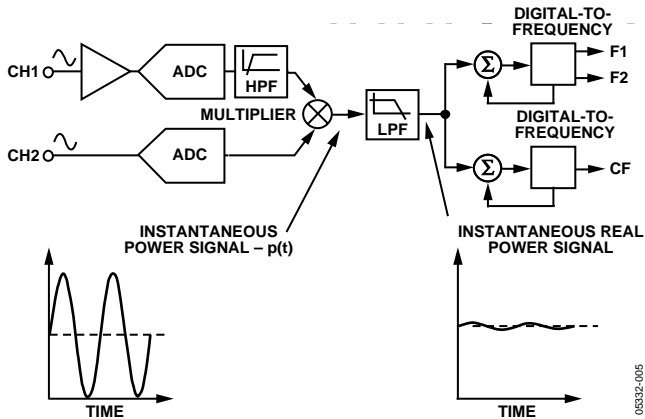 DIGITAL-TO-
FREQUENCY
CH1
ADC
HPF
MULTIPLIER
LPF
Σ
F1
F2
DIGITAL-TO-
FREQUENCY
CH2
ADC
Σ
CF
INSTANTANEOUS
POWER SIGNAL – p(t)
INSTANTANEOUS REAL
POWER SIGNAL
TIME
TIME
05332-005